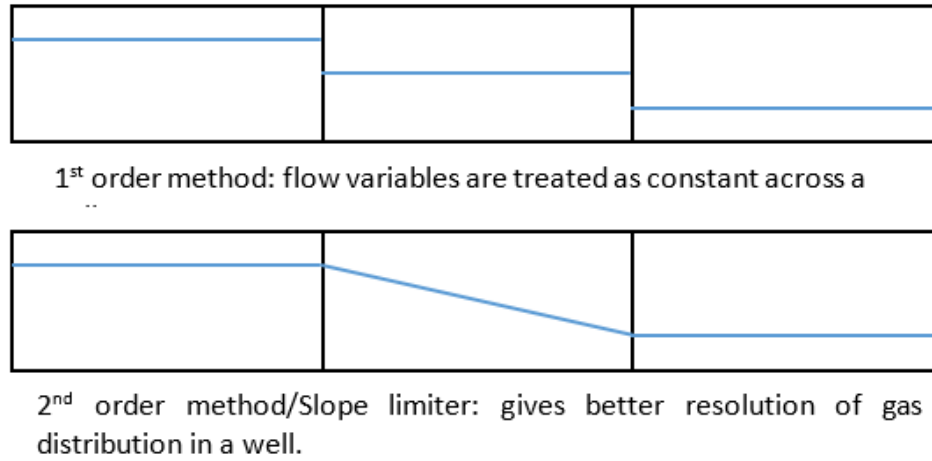 1st order method: flow variables are treated as constant across a
2nd order method/Slope limiter: gives better resolution of gas
distribution in a well.